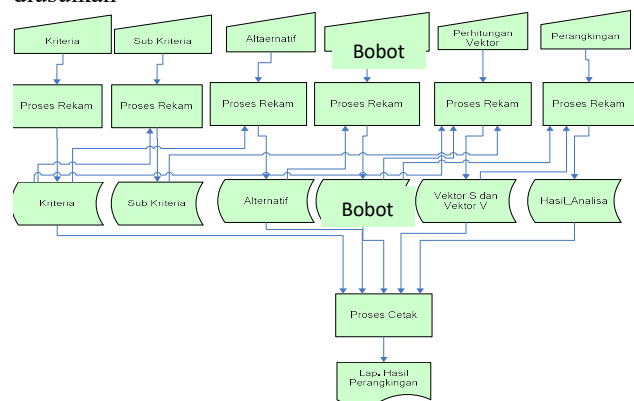 Kriteria
Sub Kriteria
Altaernatif
Bobot
Perhitungan
Vektor
Perangkingan
Proses Rekam
Proses Rekam
Proses Rekam
Proses Rekam
Proses Rekam
Proses Rekam
Kriteria
Sub Kriteria
Alternatif
Bobot
Vektor S dan
Vektor V
Hasil_Analisa
Proses Cetak
Lap. Hasil
Perangkingan